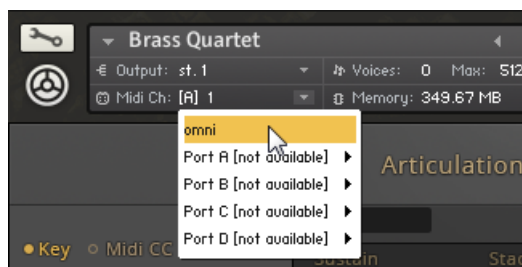 Brass Quartet
Output: st.1 Voices: 0 Max: 512
Midi Ch: [A] 1 Memory: 349.67 MB
omni
Port A [not available]
Port B [not available]
Port C [not available]
Port D [not available]
Articulation
Key Midi CC
Sustain